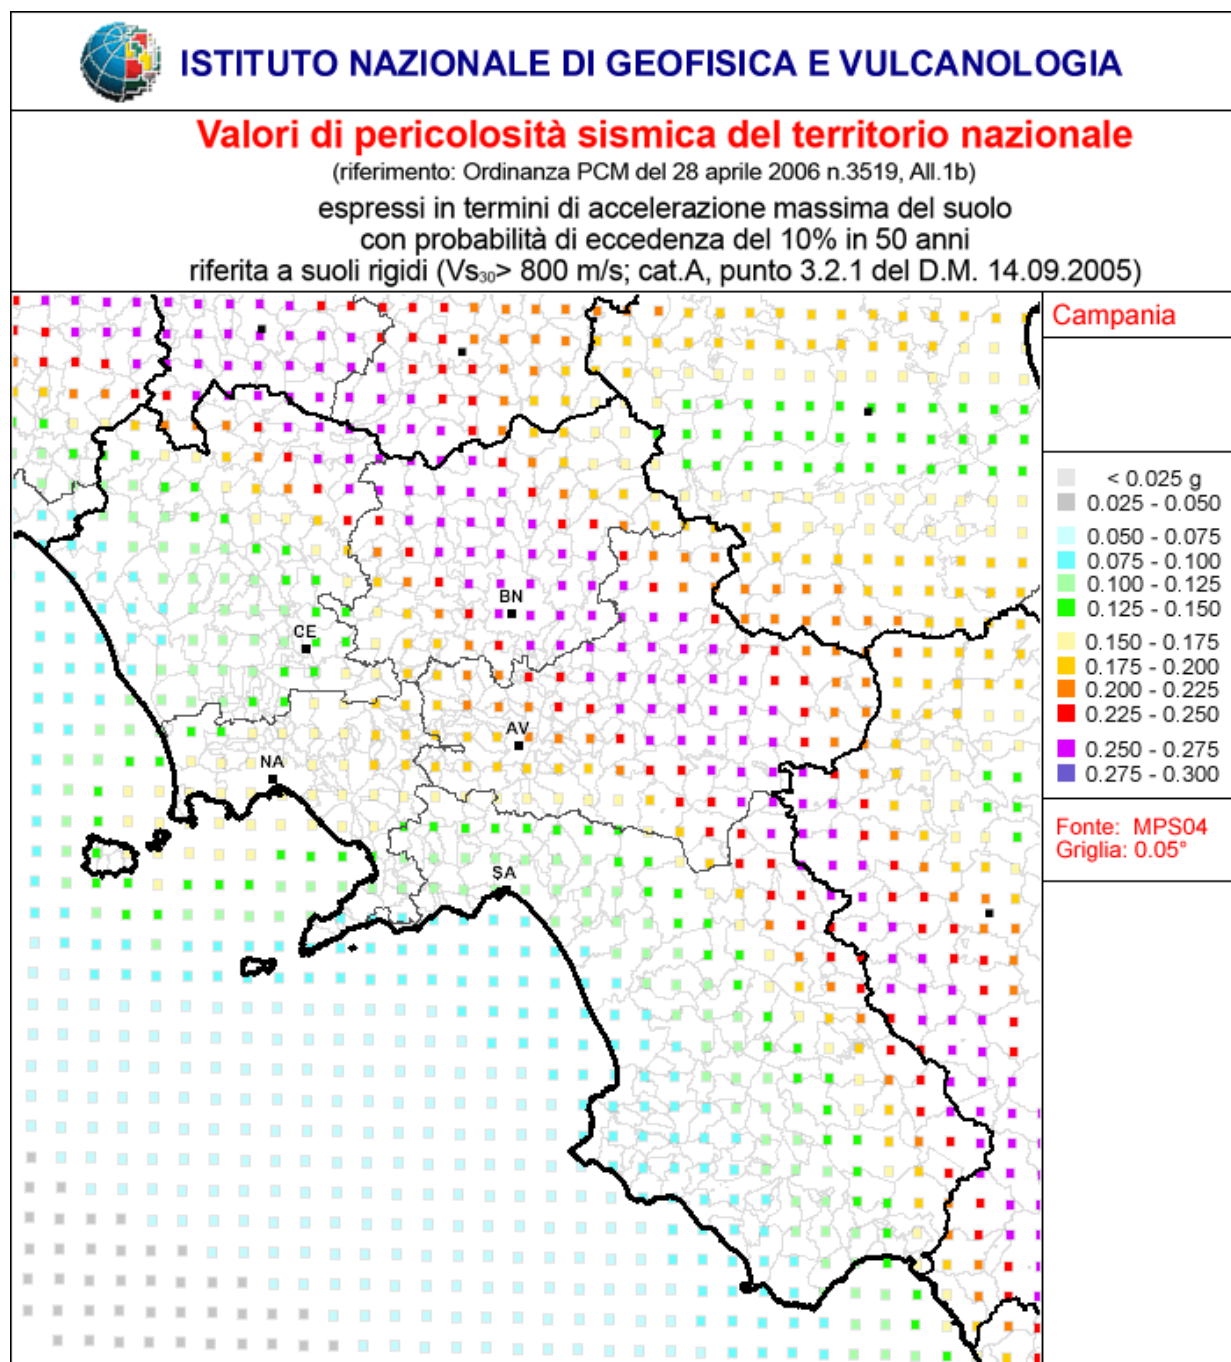 ISTITUTO NAZIONALE DI GEOFISICA E VULCANOLOGIA
Valori di pericolosità sismica del territorio nazionale
(riferimento: Ordinanza PCM del 28 aprile 2006 n.3519, All.1b)
espressi in termini di accelerazione massima del suolo
con probabilità di eccedenza del 10% in 50 anni
riferita a suoli rigidi (Vs30> 800 m/s; cat.A, punto 3.2.1 del D.M. 14.09.2005)
Campania
< 0.025 g
0.025 - 0.050
0.050 - 0.075
0.075 - 0.100
0.100 - 0.125
0.125 - 0.150
0.150 - 0.175
0.175 - 0.200
0.200 - 0.225
0.225 - 0.250
0.250 - 0.275
0.275 - 0.300
Fonte: MPS04
Griglia: 0.05°
BN
CE
AV
NA
SA